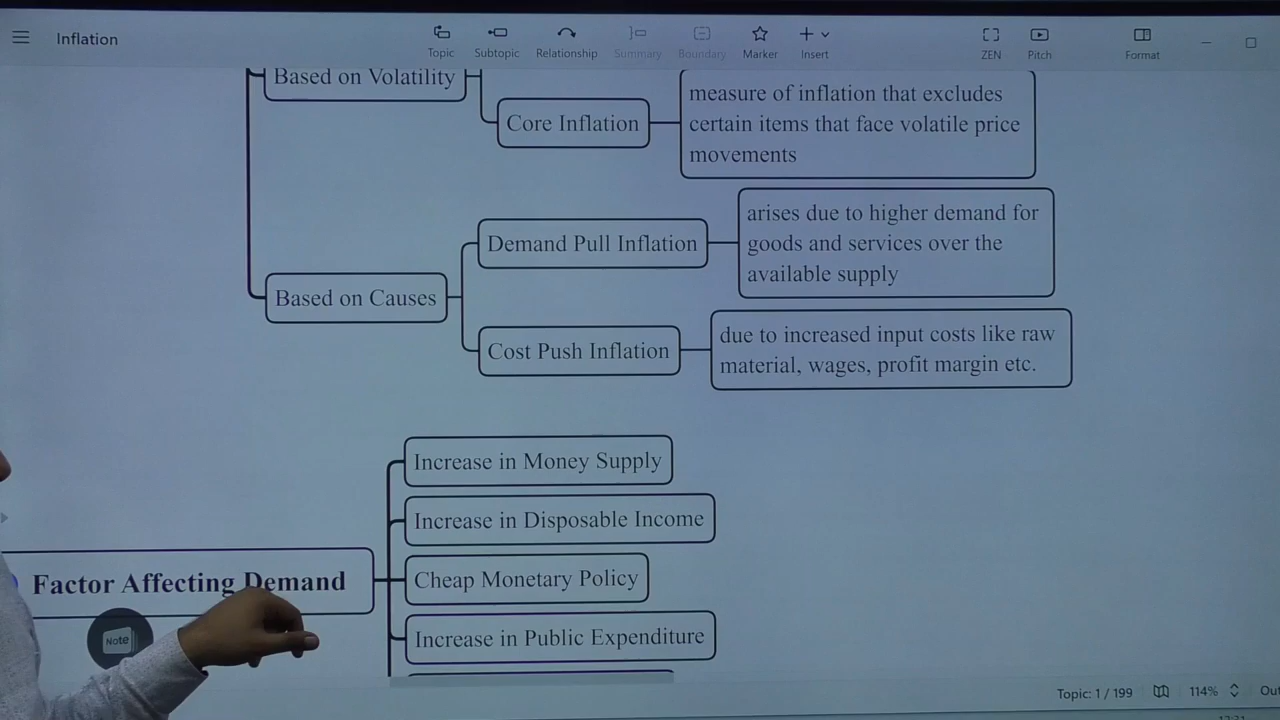 Inflation
Topic
Subtopic
Relationship
Summary
Boundary
Marker
Insert
ZEN
Pitch
Format
Based on Volatility
Core Inflation
measure of inflation that excludes
certain items that face volatile price
movements
Based on Causes
Demand Pull Inflation
arises due to higher demand for
goods and services over the
available supply
Cost Push Inflation
due to increased input costs like raw
material, wages, profit margin etc.
Factor Affecting Demand
Increase in Money Supply
Increase in Disposable Income
Cheap Monetary Policy
Increase in Public Expenditure
Note
Topic: 1 / 199
114%
Out